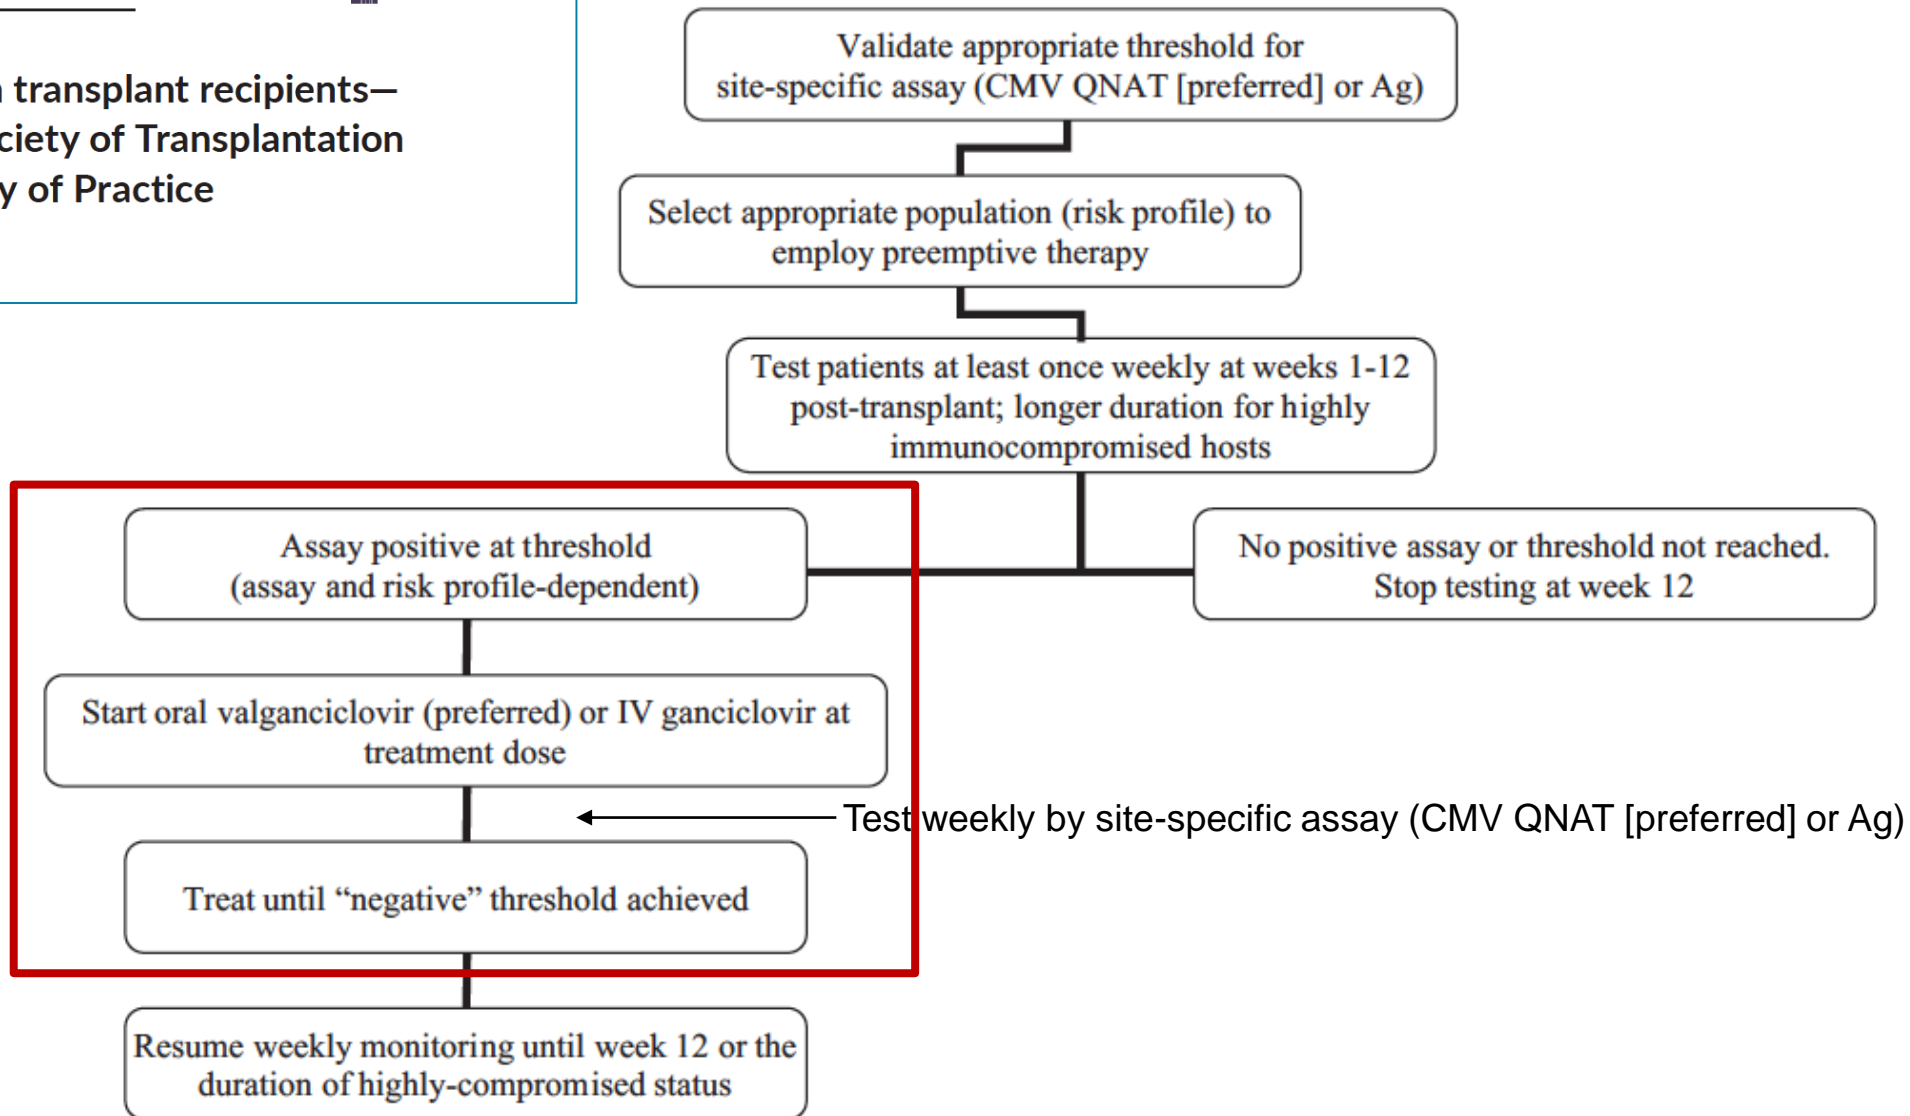 transplant recipients—
ciety of Transplantation
of Practice
Validate appropriate threshold for
site-specific assay (CMV QNAT [preferred] or Ag)
Select appropriate population (risk profile) to
employ preemptive therapy
Test patients at least once weekly at weeks 1-12
post-transplant; longer duration for highly
immunocompromised hosts
Assay positive at threshold
(assay and risk profile-dependent)
No positive assay or threshold not reached.
Stop testing at week 12
Start oral valganciclovir (preferred) or IV ganciclovir at
treatment dose
Test weekly by site-specific assay (CMV QNAT [preferred] or Ag)
Treat until “negative” threshold achieved
Resume weekly monitoring until week 12 or the
duration of highly-compromised status